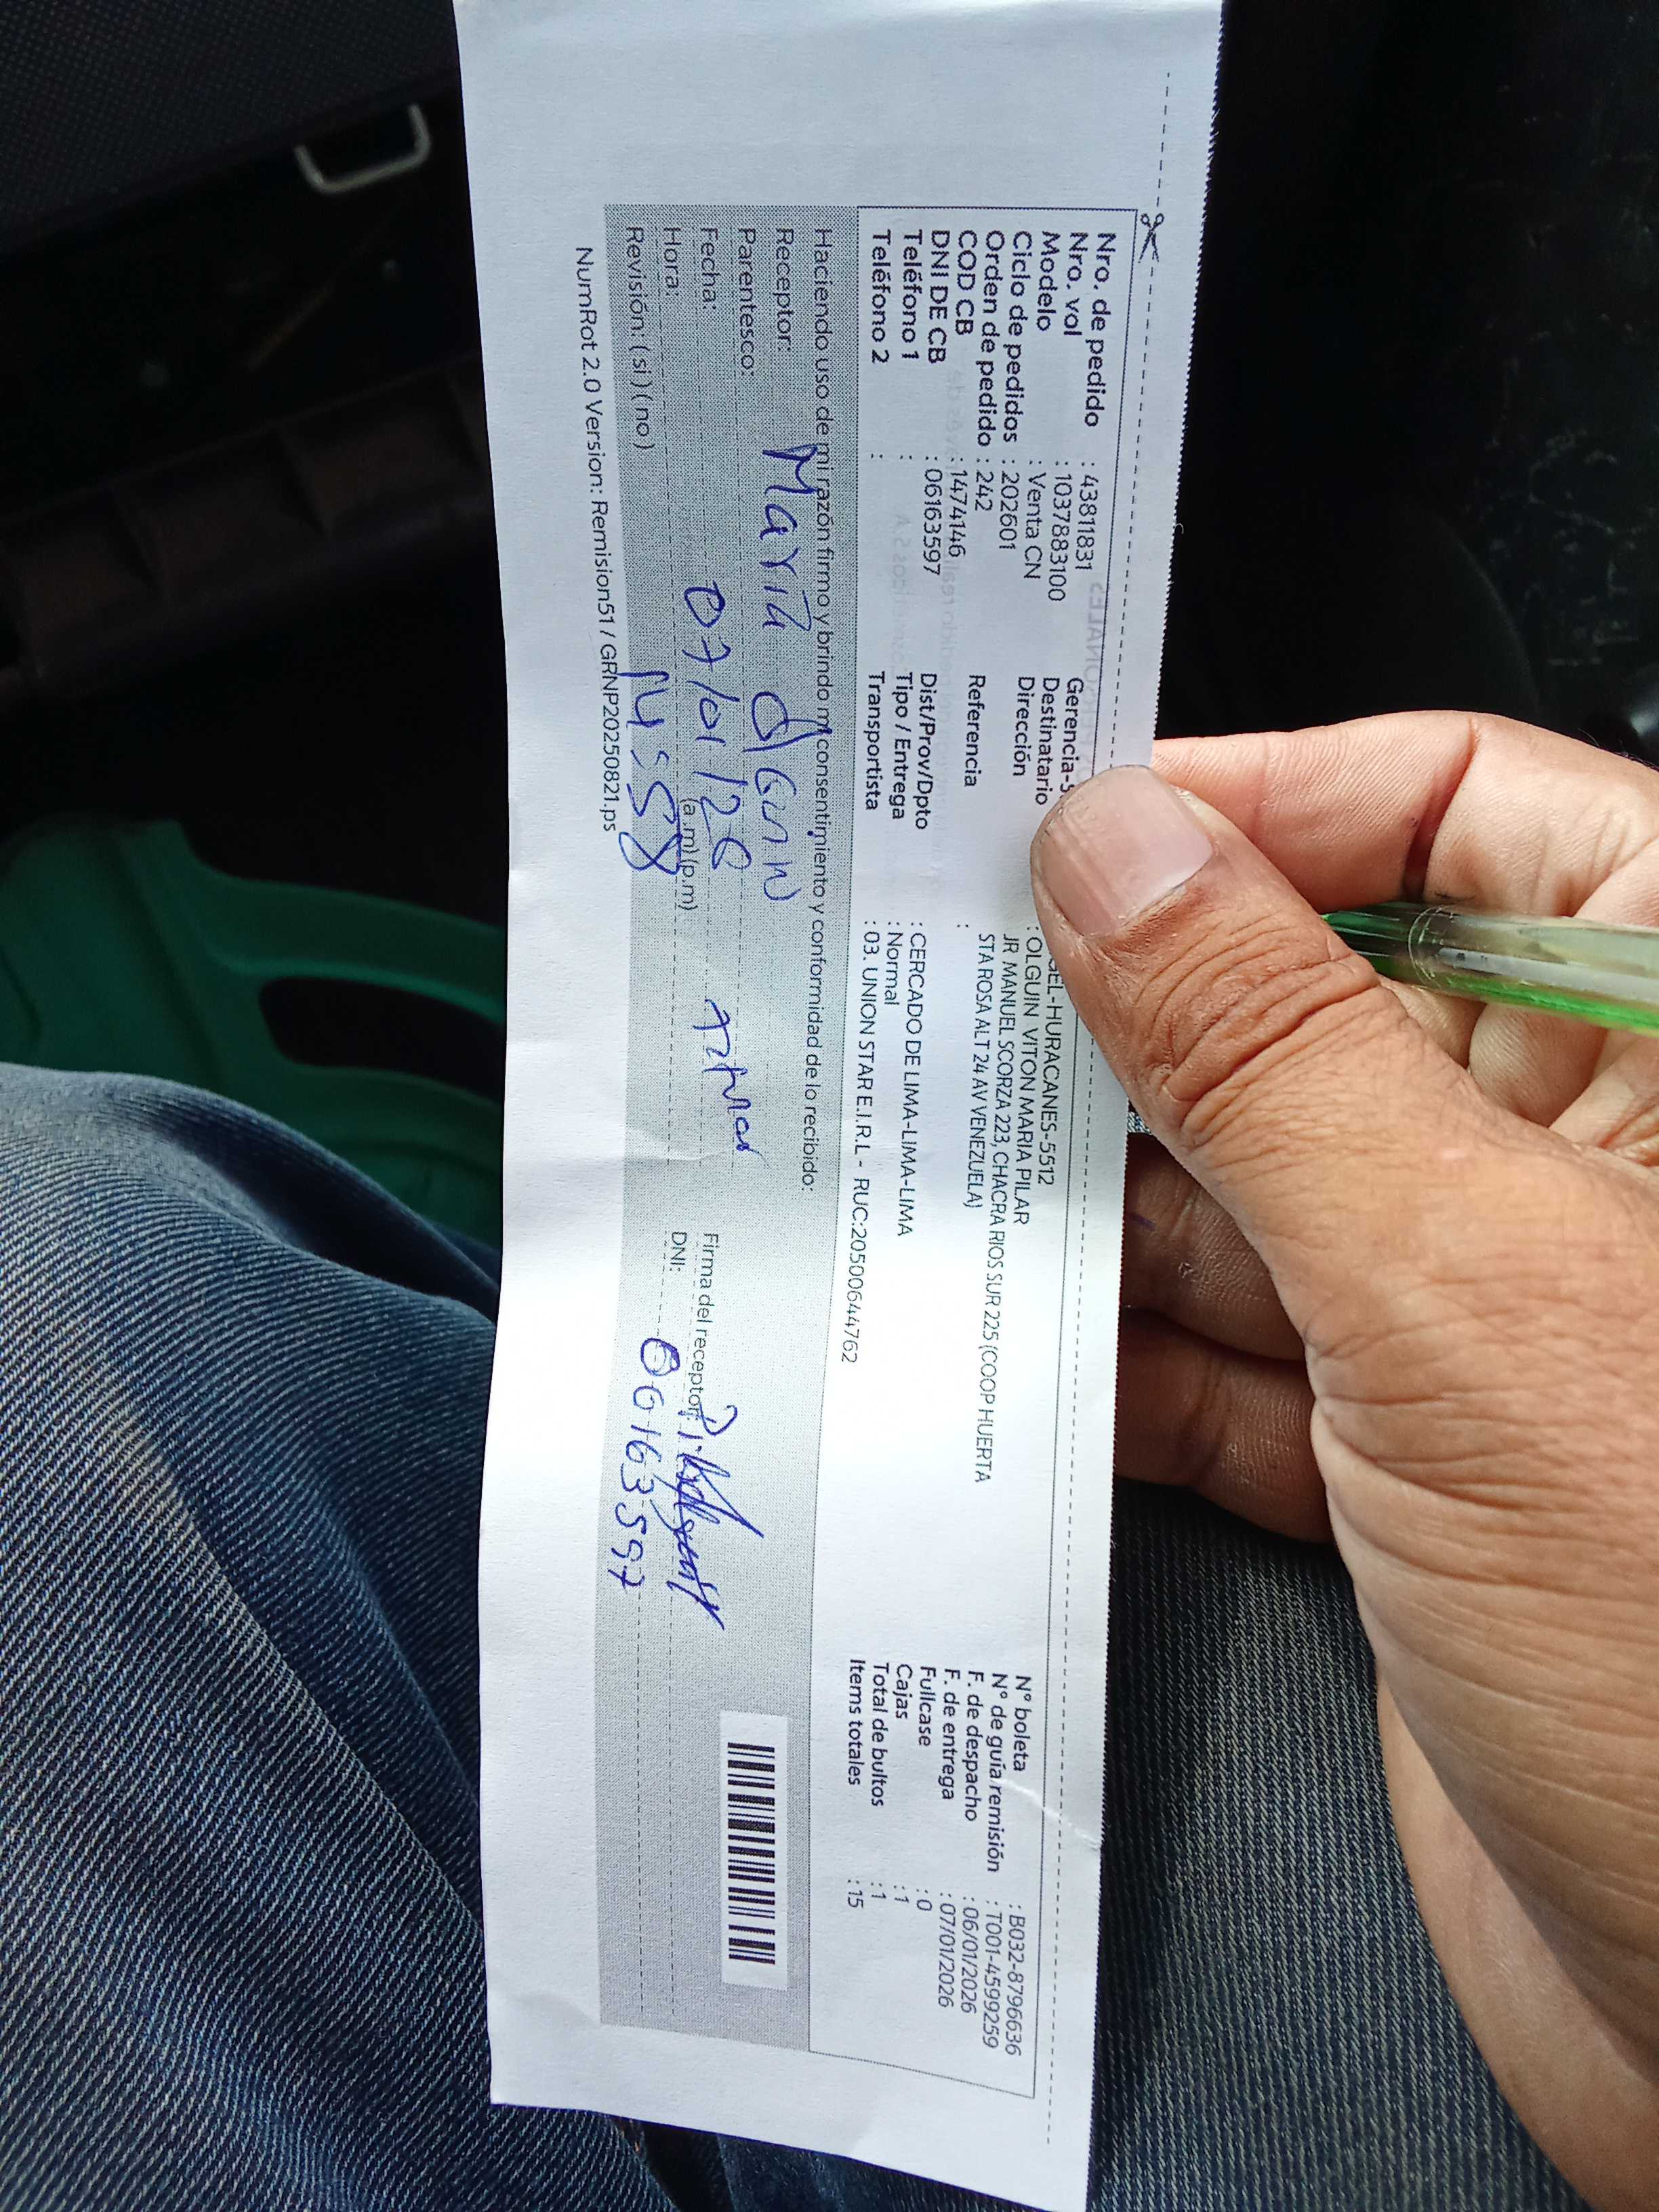 Nro. de pedido : 43811831
Nro. vol : 1037883100
Modelo : Venta CN
Ciclo de pedidos : 202601
Orden de pedido : 242
COD CB : 1474146
DNI DE CB : 06163597
Teléfono 1 :
Teléfono 2 :
Gerencia-S GEL-HURACANES-5512
Destinatario : OLGUIN VITON MARIA PILAR
Dirección JR MANUEL SCORZA 223, CHACRA RIOS SUR 225 (COOP HUERTA
STA ROSA ALT 24 AV VENEZUELA)
Referencia :
Dist/Prov/Dpto : CERCADO DE LIMA-LIMA-LIMA
Tipo / Entrega : Normal
Transportista : 03. UNION STAR E.I.R.L - RUC:20500644762
N° boleta : B032-8796636
N° de guía remisión : T001-4599259
F. de despacho : 06/01/2026
F. de entrega : 07/01/2026
Fullcase : 0
Cajas : 1
Total de bultos : 1
Items totales : 15
Haciendo uso de mi razón firmo y brindo mi consentimiento y conformidad de lo recibido:
Receptor: Maria
Parentesco:
Fecha: 07/01/26
Hora: 14:58 (a.m) (p.m)
Revisión: ( si ) ( no )
Firma del receptor:
DNI: 06163597
NumRot 2.0 Version: Remision51 / GRNP20250821.ps